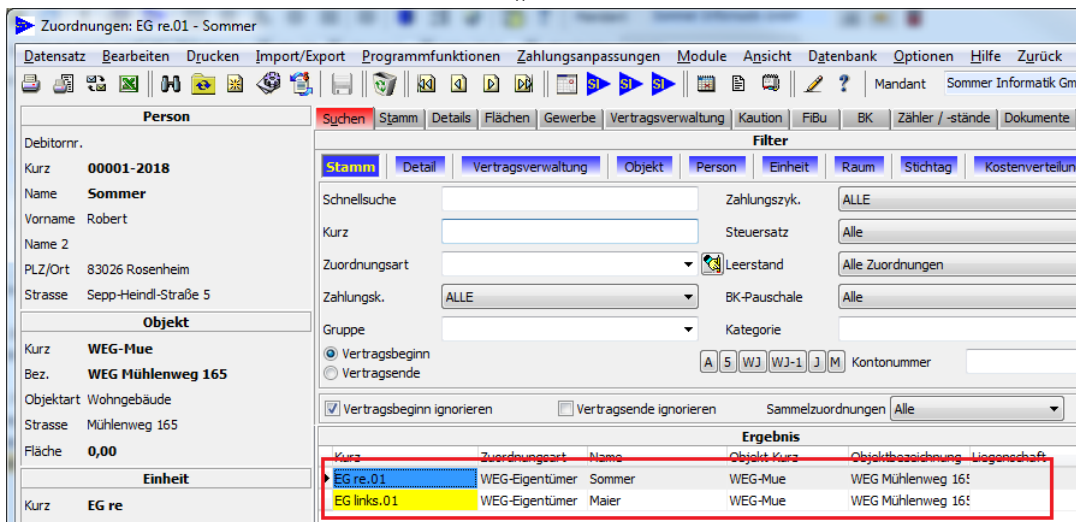 Zuordnungen: EG re.01 - Sommer
Datensatz Bearbeiten Drucken Import/Export Programmfunktionen Zahlungsanpassungen Module Ansicht Datenbank Optionen Hilfe Zurück
Mandant Sommer Informatik Gm
Person
Debitornr.
Kurz 00001-2018
Name Sommer
Vorname Robert
Name 2
PLZ/Ort 83026 Rosenheim
Strasse Sepp-Heindl-Straße 5
Objekt
Kurz WEG-Mue
Bez. WEG Mühlenweg 165
Objektart Wohngebäude
Strasse Mühlenweg 165
Fläche 0,00
Einheit
Kurz EG re
Suchen Stamm Details Flächen Gewerbe Vertragsverwaltung Kaution FiBu BK Zähler / -stände Dokumente
Filter
Stamm Detail Vertragsverwaltung Objekt Person Einheit Raum Stichtag Kostenverteilun
Schnellsuche Zahlungszyk. ALLE
Kurz Steuersatz Alle
Zuordnungsart Leerstand Alle Zuordnungen
Zahlungsk. ALLE BK-Pauschale Alle
Gruppe Kategorie
Vertragsbeginn
Vertragsende
A 5 WJ WJ-1 J M Kontonummer
Vertragsbeginn ignorieren Vertragsende ignorieren Sammelzuordnungen Alle
Ergebnis
Kurz Zuordnungsart Name Objekt Kurz Objektbezeichnung Liegenschaft
EG re.01 WEG-Eigentümer Sommer WEG-Mue WEG Mühlenweg 165
EG links.01 WEG-Eigentümer Maier WEG-Mue WEG Mühlenweg 165